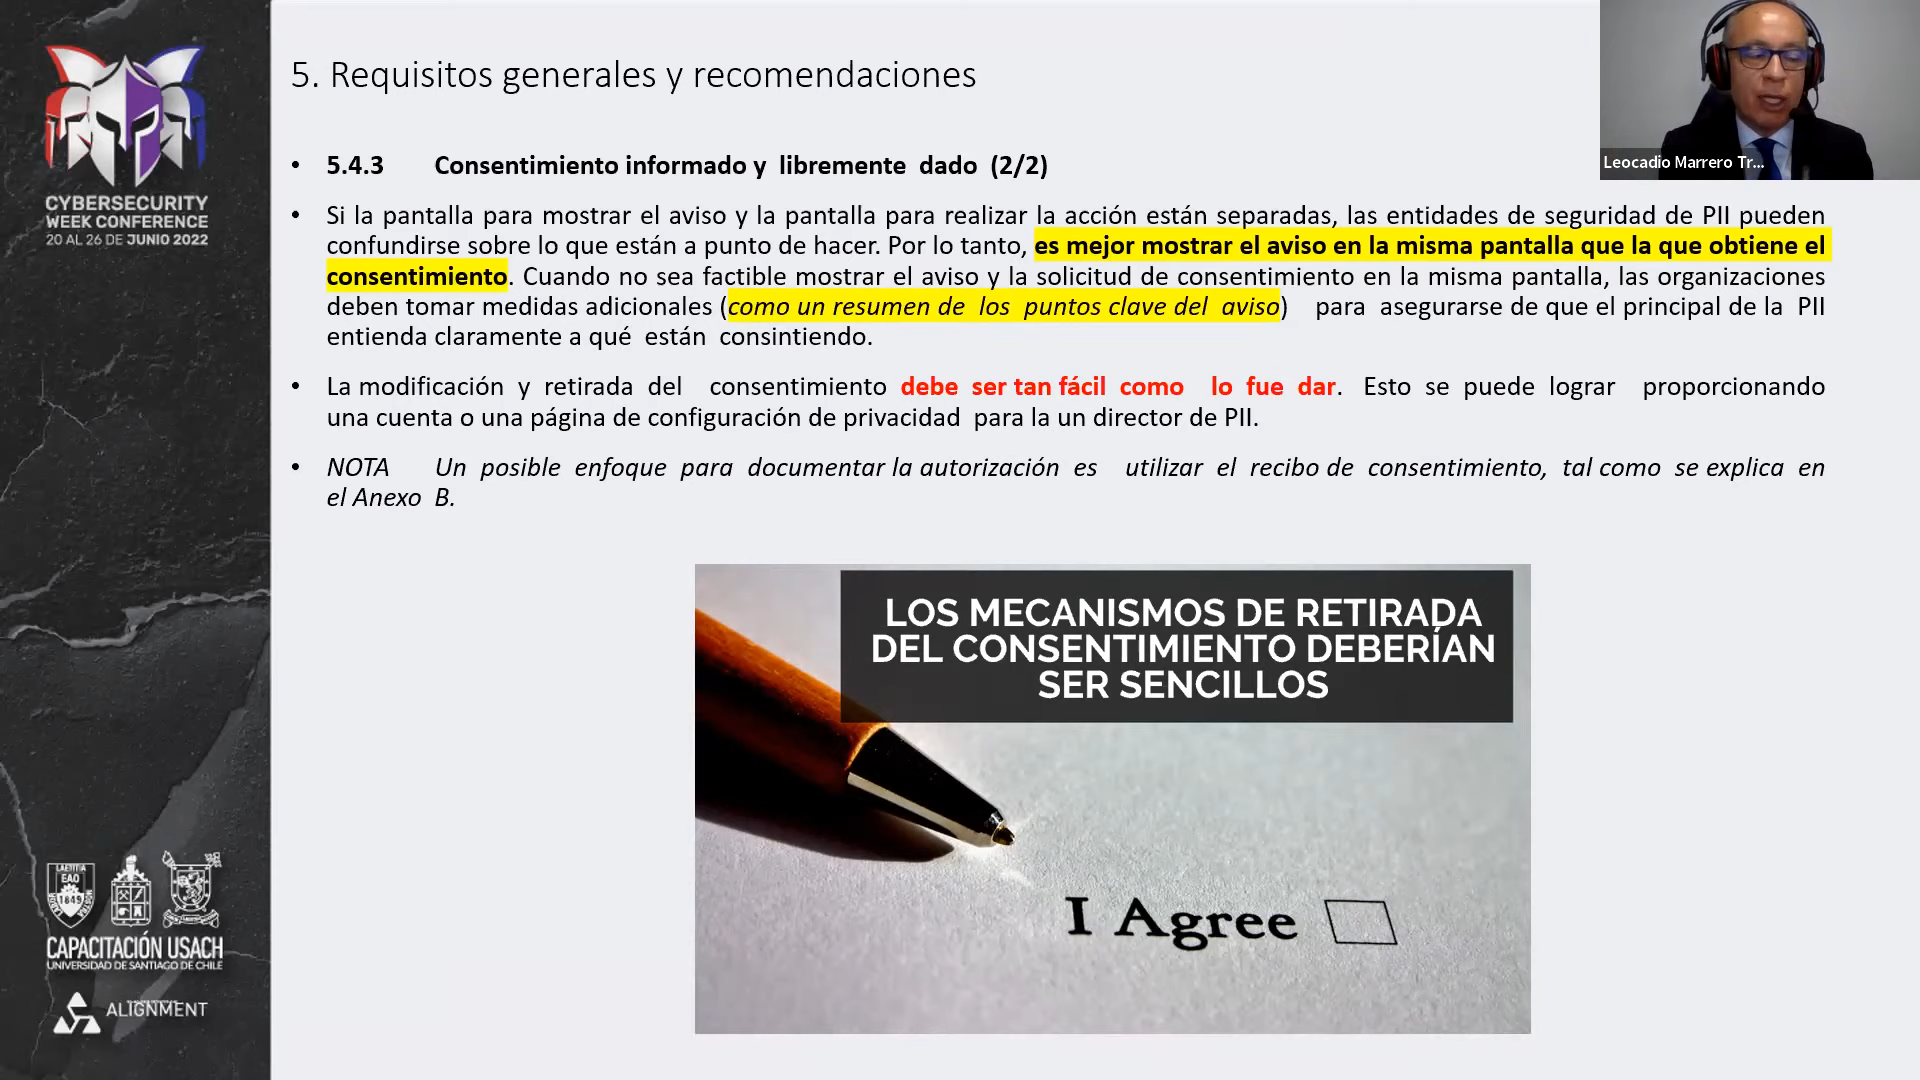 CYBERSECURITY
WEEK CONFERENCE
20 AL 26 DE JUNIO 2022
5. Requisitos generales y recomendaciones
Leocadio Marrero Tr...
• 5.4.3 Consentimiento informado y libremente dado (2/2)
• Si la pantalla para mostrar el aviso y la pantalla para realizar la acción están separadas, las entidades de seguridad de PII pueden
confundirse sobre lo que están a punto de hacer. Por lo tanto, es mejor mostrar el aviso en la misma pantalla que la que obtiene el
consentimiento. Cuando no sea factible mostrar el aviso y la solicitud de consentimiento en la misma pantalla, las organizaciones
deben tomar medidas adicionales (como un resumen de los puntos clave del aviso) para asegurarse de que el principal de la PII
entienda claramente a qué están consintiendo.
• La modificación y retirada del consentimiento debe ser tan fácil como lo fue dar. Esto se puede lograr proporcionando
una cuenta o una página de configuración de privacidad para la un director de PII.
• NOTA Un posible enfoque para documentar la autorización es utilizar el recibo de consentimiento, tal como se explica en
el Anexo B.
LOS MECANISMOS DE RETIRADA
DEL CONSENTIMIENTO DEBERÍAN
SER SENCILLOS
I Agree
LAETITIA
EAO
1849
CAPACITACIÓN USACH
UNIVERSIDAD DE SANTIAGO DE CHILE
ALIGNMENT